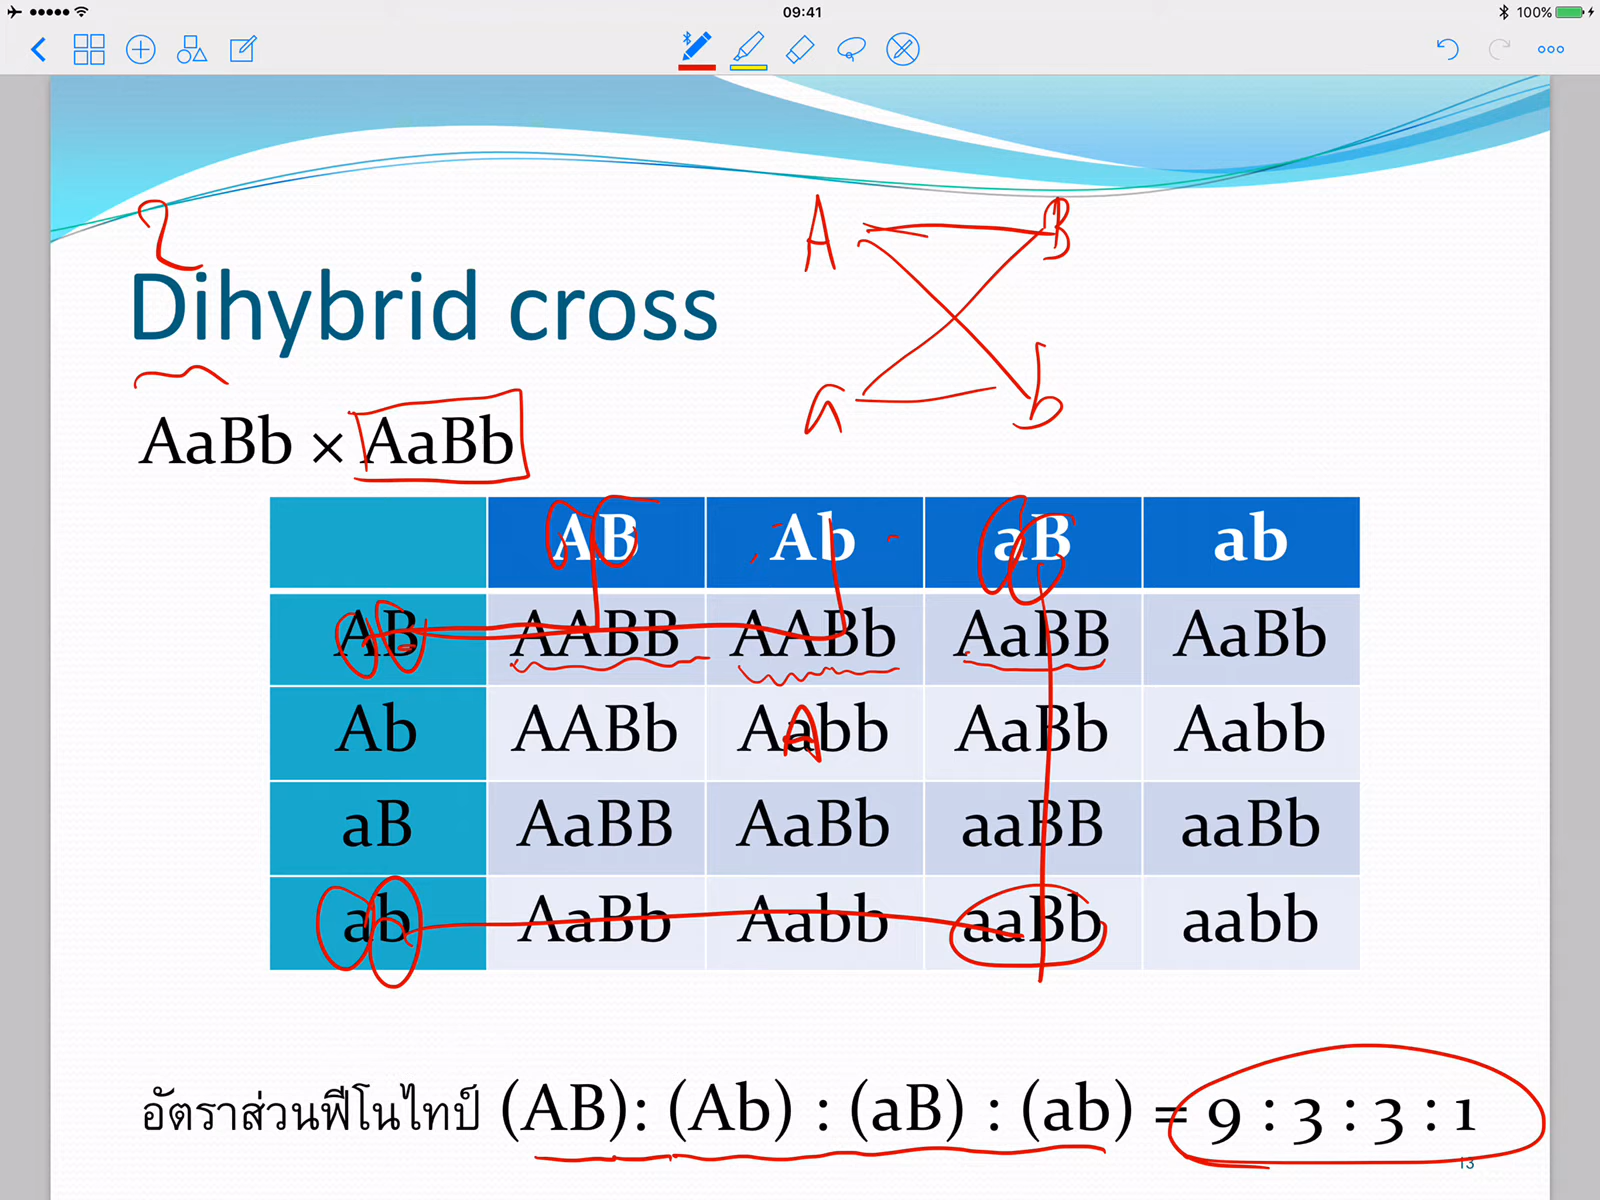 09:41
100%
2
A B
Dihybrid cross
a b
AaBb × AaBb
AB Ab aB ab
AB AABB AABb AaBB AaBb
Ab AABb Aabb AaBb Aabb
A
aB AaBB AaBb aaBB aaBb
ab AaBb Aabb aaBb aabb
อัตราส่วนฟีโนไทป์ (AB): (Ab) : (aB) : (ab) = 9 : 3 : 3 : 1
13